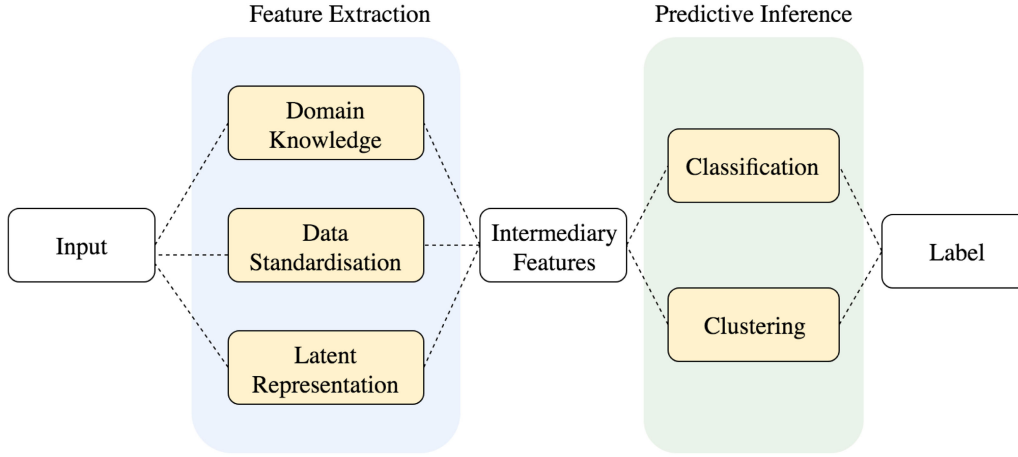 Feature Extraction
Predictive Inference
Domain
Knowledge
Classification
Input
Data
Standardisation
Intermediary
Features
Label
Clustering
Latent
Representation